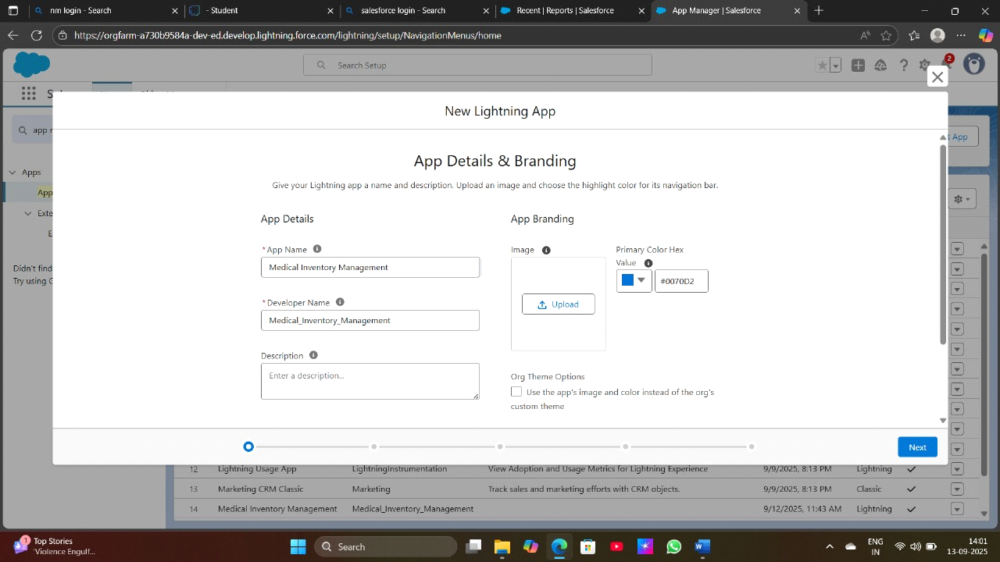 nm login - Search
- Student
salesforce login - Search
Recent | Reports | Salesforce
App Manager | Salesforce
https://orgfarm-a730b9584a-dev-ed.develop.lightning.force.com/lightning/setup/NavigationMenus/home
Search Setup
2
New Lightning App
app
App
App Details & Branding
Apps
Give your Lightning app a name and description. Upload an image and choose the highlight color for its navigation bar.
App
App Details
App Branding
* App Name
Image
Primary Color Hex
Value
Medical Inventory Management
#0070D2
Didn't find
Try using
* Developer Name
Upload
Medical_Inventory_Management
Description
Enter a description...
Org Theme Options
Use the app's image and color instead of the org's
custom theme
Next
12 Lightning Usage App LightningInstrumentation View Adoption and Usage Metrics for Lightning Experience 9/9/2025, 8:13 PM Lightning
13 Marketing CRM Classic Marketing Track sales and marketing efforts with CRM objects. 9/9/2025, 8:13 PM Classic
14 Medical Inventory Management Medical_Inventory_Management 9/12/2025, 11:43 AM Lightning
1
Top Stories
'Violence Engulf...
Search
ENG
IN
14:01
13-09-2025